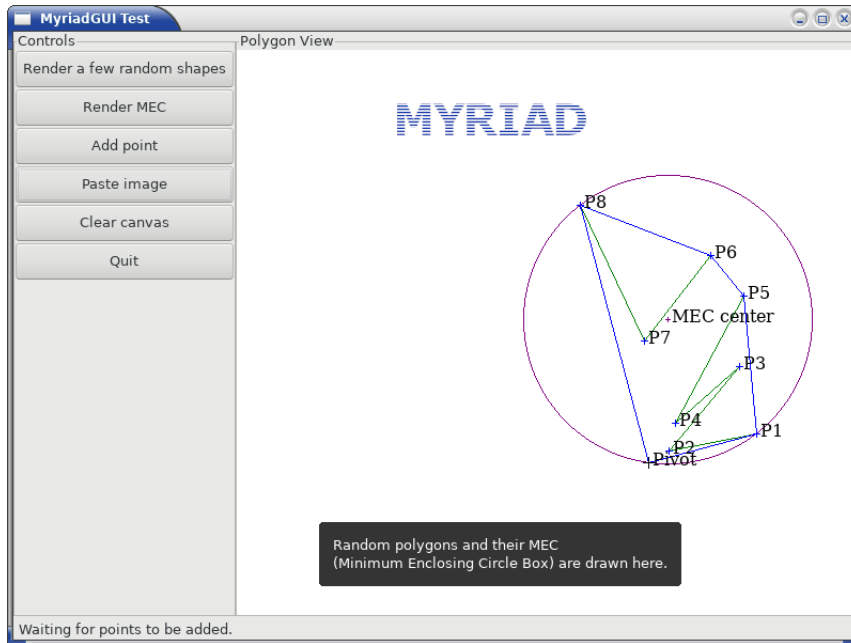 MyriadGUI Test
Controls
Polygon View
Render a few random shapes
Render MEC
Add point
Paste image
Clear canvas
Quit
MYRIAD
P8
P6
P5
MEC center
P7
P3
P4
P1
P2
Pivot
Random polygons and their MEC
(Minimum Enclosing Circle Box) are drawn here.
Waiting for points to be added.